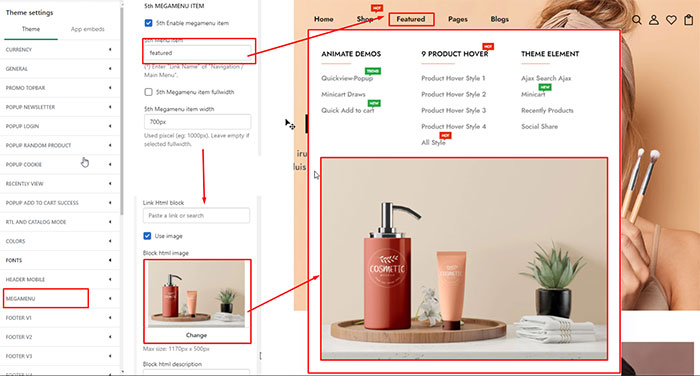 Theme settings
Theme
App embeds
CURRENCY
GENERAL
PROMO TOPBAR
POPUP NEWSLETTER
POPUP LOGIN
POPUP RANDOM PRODUCT
POPUP COOKIE
RECENTLY VIEW
POPUP ADD TO CART SUCCESS
RTL AND CATALOG MODE
COLORS
FONTS
HEADER MOBILE
MEGAMENU
FOOTER V1
FOOTER V2
FOOTER V3
5th MEGAMENU ITEM
5th Enable megamenu item
5th Menu item
featured
(!) Enter "Link Name" of "Navigation /
Main Menu".
5th Megamenu item fullwidth
5th Megamenu item width
700px
Used pixcel (eg: 1000px). Leave empty if
selected fullwidth.
Link Html block
Paste a link or search
Use image
Block html image
COSMETIC
Change
Max size: 1170px x 500px
Block html description
HOT
Home
Shop
Featured
Pages
Blogs
ANIMATE DEMOS
Quickview-Popup
TREND
Minicart Draws
NEW
Quick Add to cart
9 PRODUCT HOVER
HOT
Product Hover Style 1
Product Hover Style 2
Product Hover Style 3
Product Hover Style 4
HOT
All Style
THEME ELEMENT
Ajax Search Ajax
NEW
Minicart
Recently Products
Social Share
iru
luis
COSMETIC